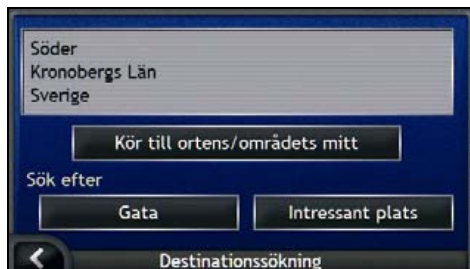 Söder
Kronobergs Län
Sverige
Kör till ortens/områdets mitt
Sök efter
Gata
Intressant plats
Destinationssökning